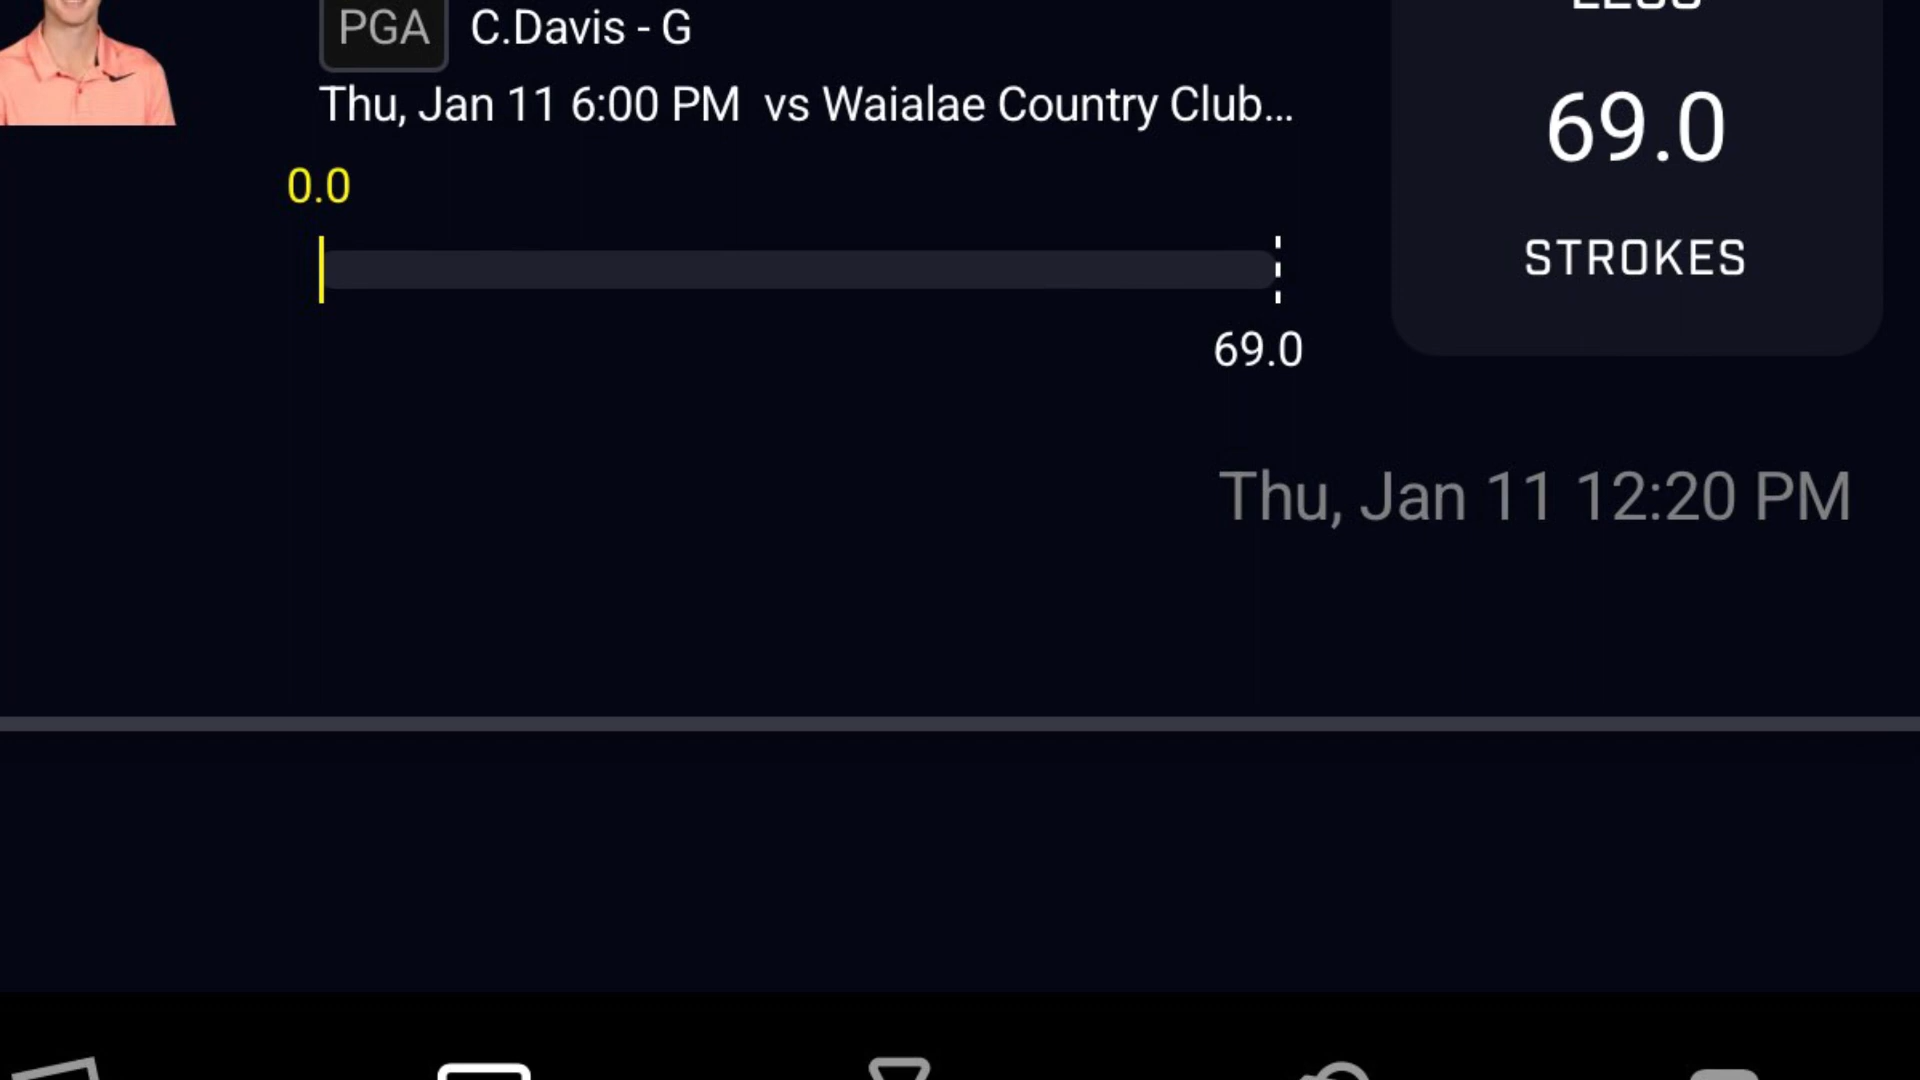 PGA C.Davis - G
Thu, Jan 11 6:00 PM vs Waialae Country Club...
0.0
69.0
69.0
STROKES
Thu, Jan 11 12:20 PM